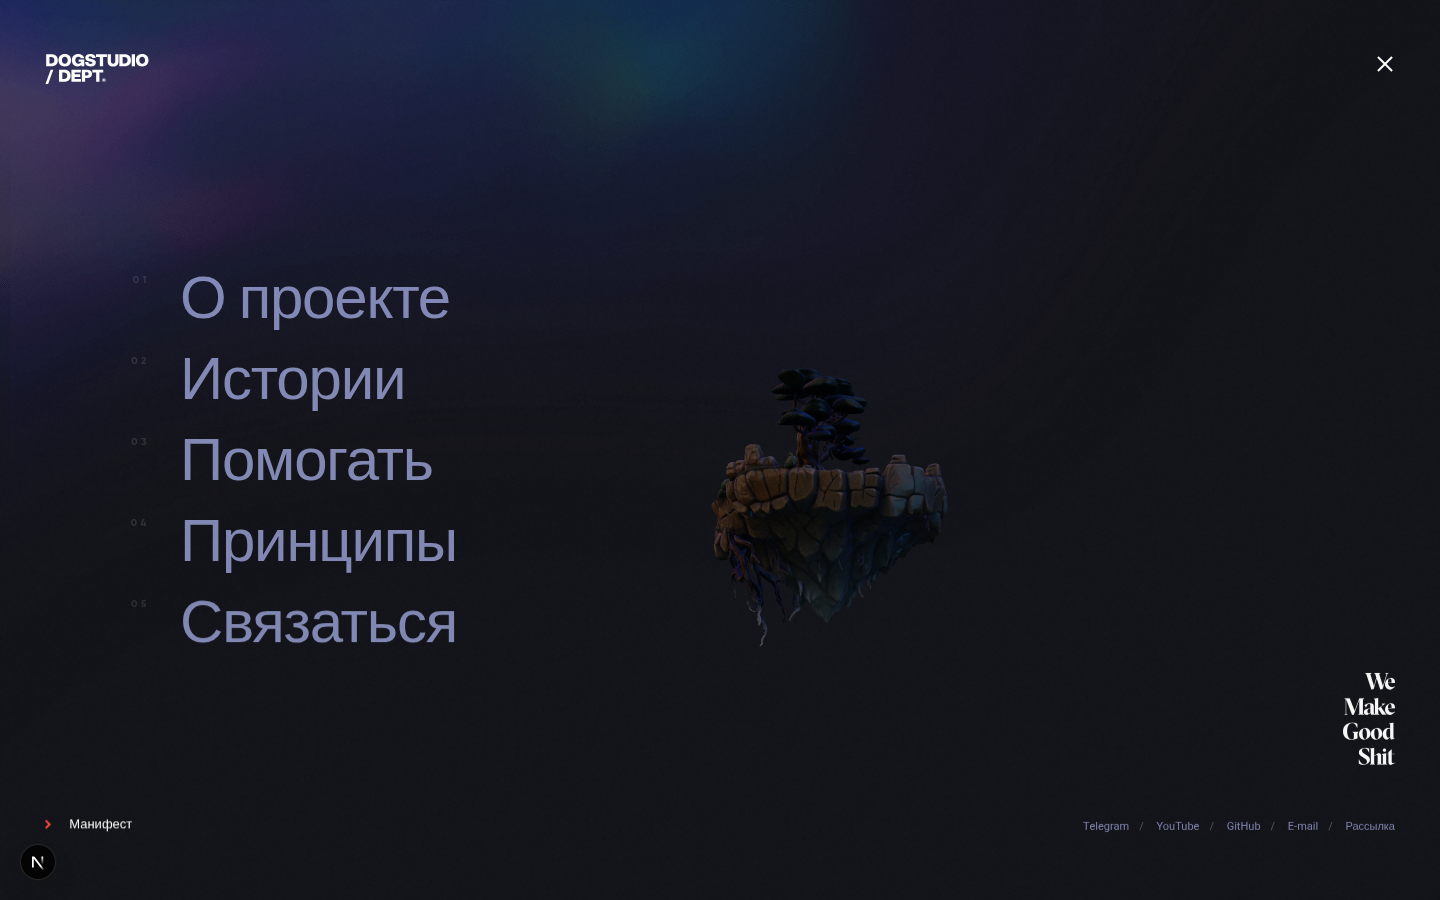 DOGSTUDIO
/ DEPT.
01
О проекте
02
Истории
03
Помогать
04
Принципы
05
Связаться
We
Make
Good
Shit
Манифест
Telegram / YouTube / GitHub / E-mail / Рассылка
N